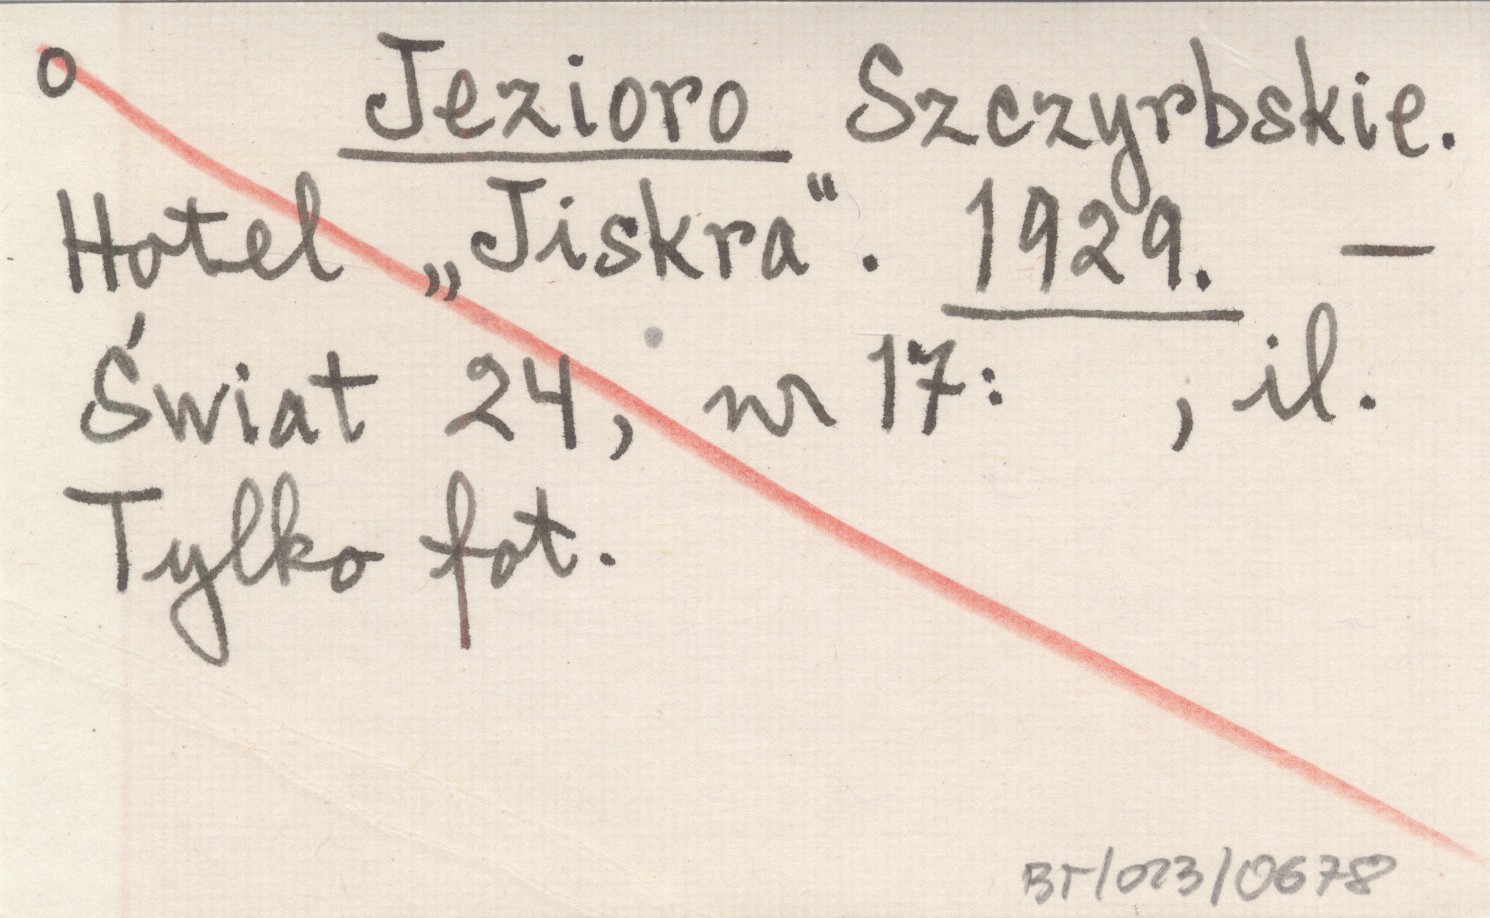 o Jezioro Szczyrbskie.
Hotel „Jiskra“. 1929. —
Świat 24, nr 17: , il.
Tylko fot.
BT/023/0678